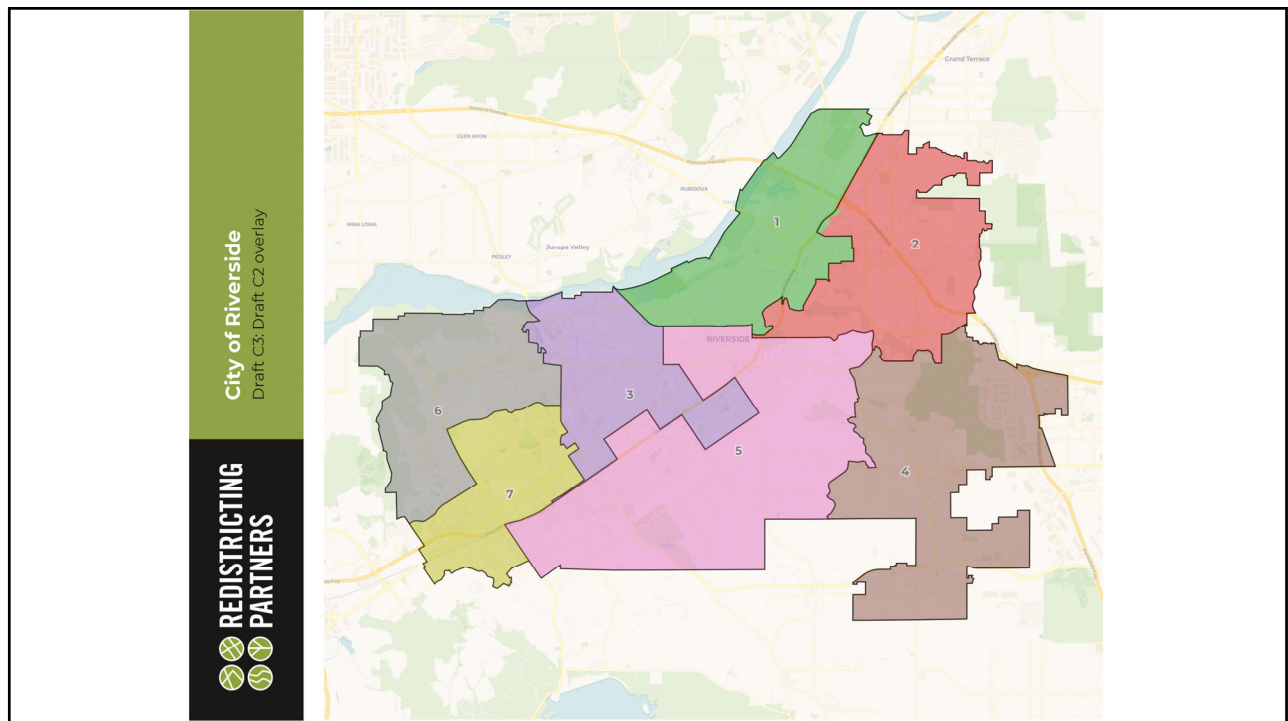 City of Riverside
Draft C3: Draft C2 overlay
REDISTRICTING
PARTNERS
Grand Terrace
GLEN AVON
RUBIDOUX
MIRA LOMA
Jurupa Valley
PEDLEY
1
2
RIVERSIDE
3
6
5
4
7